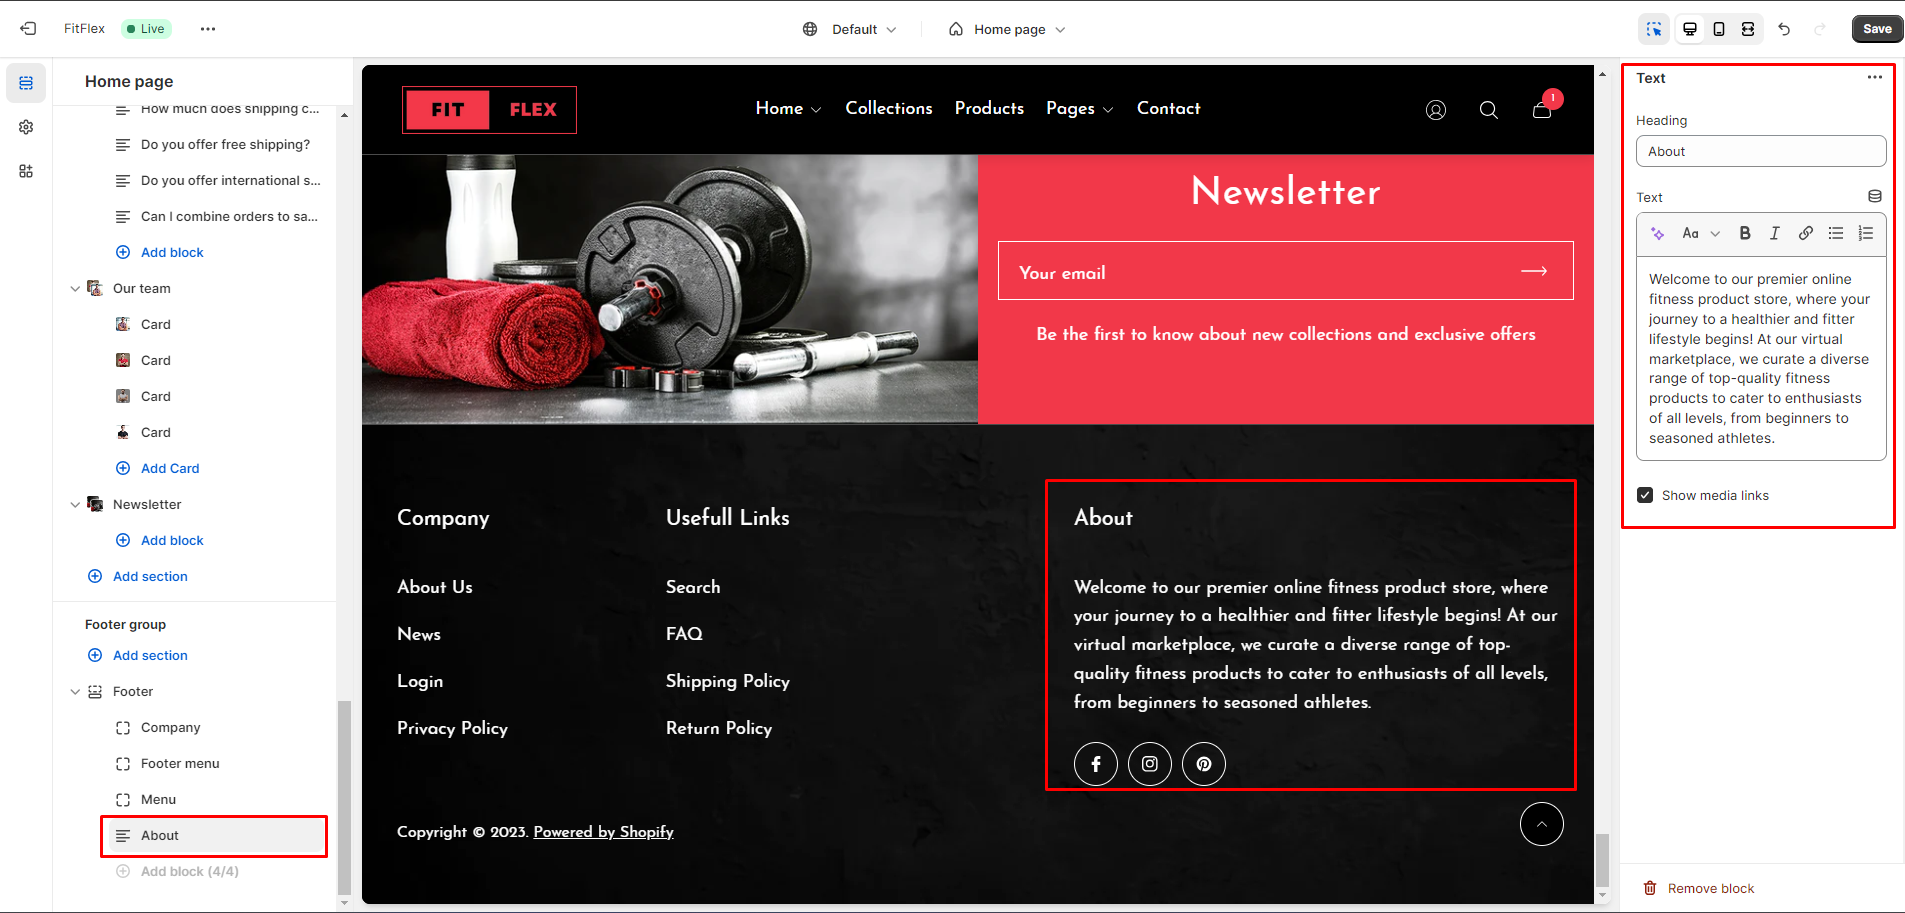 FitFlex
Live
Default
Home page
Save
Home page
How much does shipping c...
Do you offer free shipping?
Do you offer international s...
Can I combine orders to sa...
Add block
Our team
Card
Card
Card
Card
Add Card
Newsletter
Add block
Add section
Footer group
Add section
Footer
Company
Footer menu
Menu
About
Add block (4/4)
FIT FLEX
Home
Collections
Products
Pages
Contact
1
Newsletter
Your email
Be the first to know about new collections and exclusive offers
Company
About Us
News
Login
Privacy Policy
Usefull Links
Search
FAQ
Shipping Policy
Return Policy
About
Welcome to our premier online fitness product store, where
your journey to a healthier and fitter lifestyle begins! At our
virtual marketplace, we curate a diverse range of top-
quality fitness products to cater to enthusiasts of all levels,
from beginners to seasoned athletes.
Copyright © 2023. Powered by Shopify
Text
Heading
About
Text
Aa
B
I
Welcome to our premier online
fitness product store, where your
journey to a healthier and fitter
lifestyle begins! At our virtual
marketplace, we curate a diverse
range of top-quality fitness
products to cater to enthusiasts
of all levels, from beginners to
seasoned athletes.
Show media links
Remove block